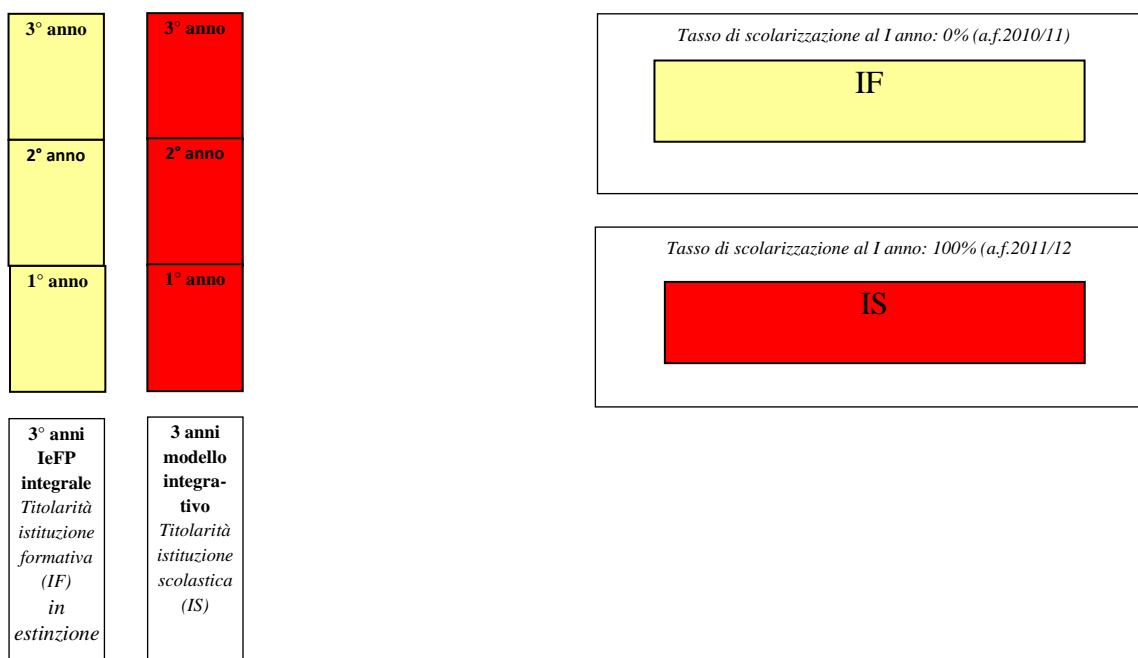 3° anno
2° anno
1° anno
3° anni
IeFP
integrale
Titolarità
istituzione
formativa
(IF)
in
estinzione
3° anno
2° anno
1° anno
3 anni
modello
integra-
tivo
Titolarità
istituzione
scolastica
(IS)
Tasso di scolarizzazione al I anno: 0% (a.f.2010/11)
IF
Tasso di scolarizzazione al I anno: 100% (a.f.2011/12
IS